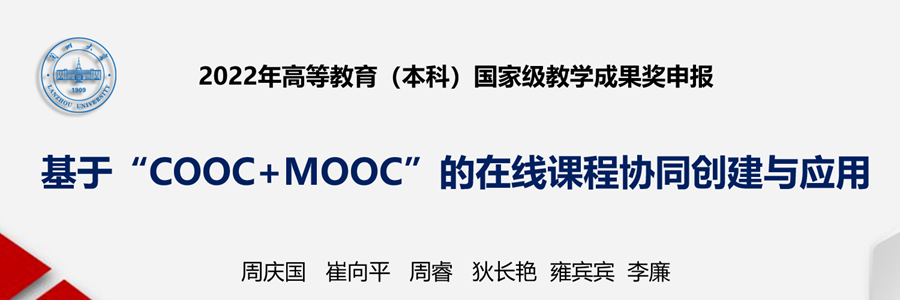 兰州大学
LANZHOU UNIVERSITY
1909
2022年高等教育（本科）国家级教学成果奖申报
基于“COOC+MOOC”的在线课程协同创建与应用
周庆国 崔向平 周睿 狄长艳 雍宾宾 李廉